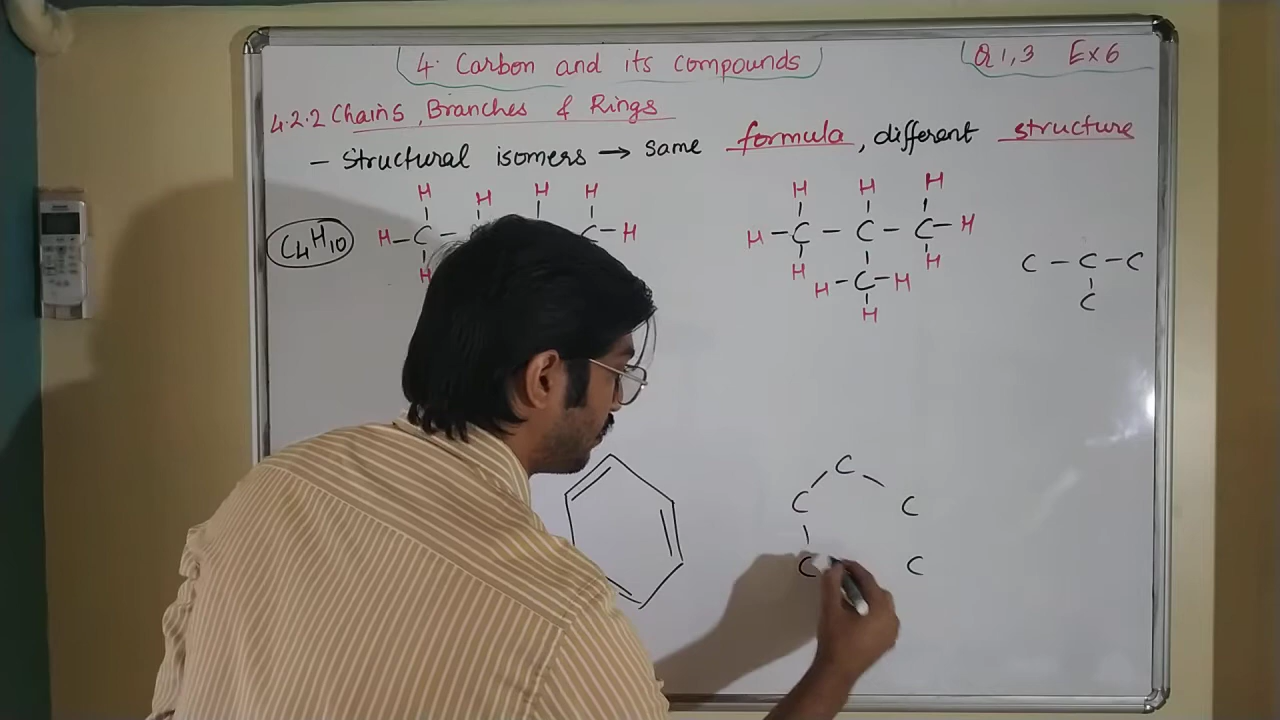 4. Carbon and its compounds
Q 1,3 Ex 6
4.2.2 Chains, Branches & Rings
- Structural isomers → same formula, different structure
H H H H
C4H10 H-C- C-H
H
H H H
H-C-C-C-H
H H
H-C-H
H
C-C-C
C
C
C C
C C